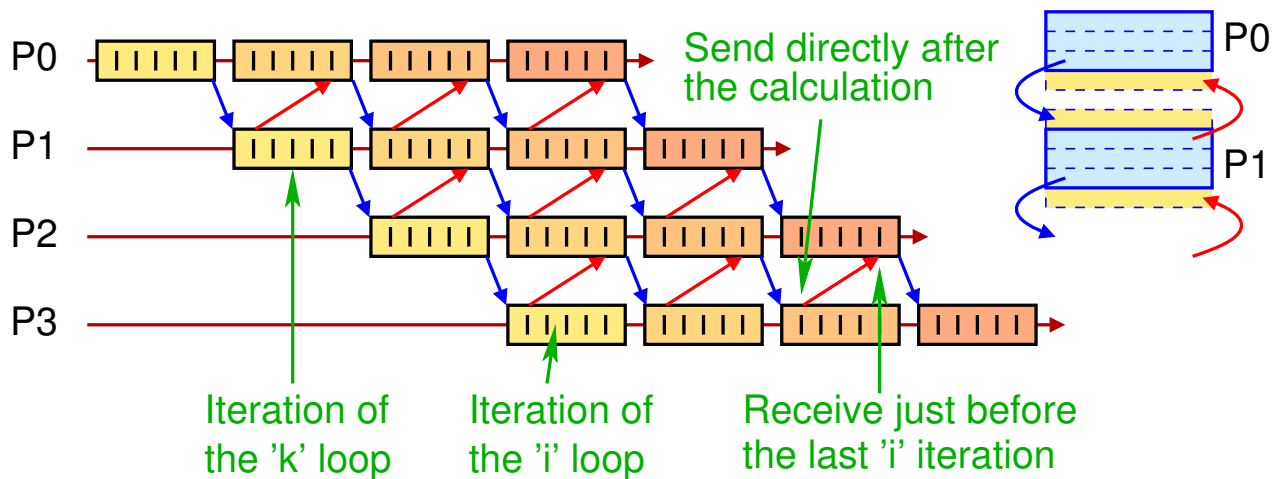 P0
P1
P2
P3
Send directly after
the calculation
P0
P1
Iteration of
the ’k’ loop
Iteration of
the ’i’ loop
Receive just before
the last ’i’ iteration